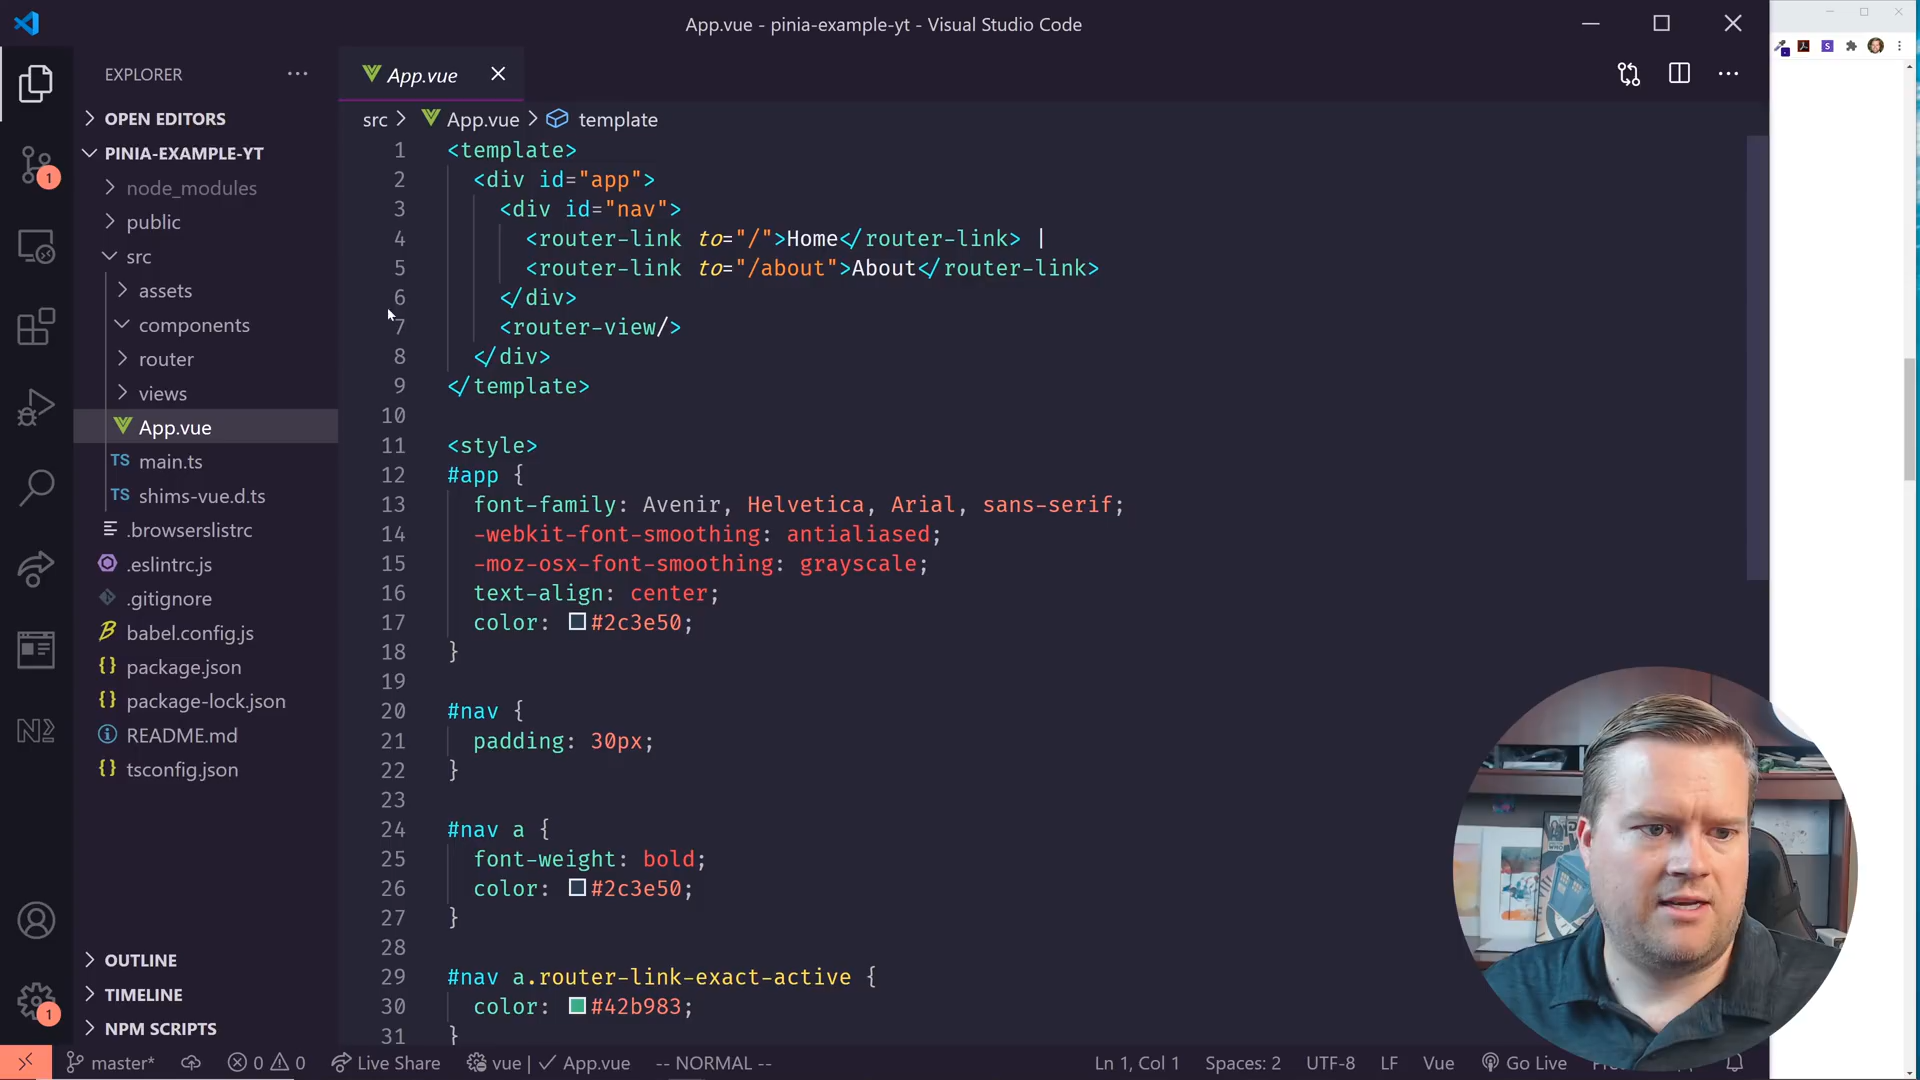 App.vue - pinia-example-yt - Visual Studio Code
EXPLORER
OPEN EDITORS
PINIA-EXAMPLE-YT
node_modules
public
src
assets
components
router
views
App.vue
TS main.ts
TS shims-vue.d.ts
.browserslistrc
.eslintrc.js
.gitignore
babel.config.js
{} package.json
{} package-lock.json
README.md
{} tsconfig.json
OUTLINE
TIMELINE
NPM SCRIPTS
1
1
App.vue
src > App.vue > template
1 <template>
2 <div id="app">
3 <div id="nav">
4 <router-link to="/">Home</router-link> |
5 <router-link to="/about">About</router-link>
6 </div>
7 <router-view/>
8 </div>
9 </template>
10
11 <style>
12 #app {
13 font-family: Avenir, Helvetica, Arial, sans-serif;
14 -webkit-font-smoothing: antialiased;
15 -moz-osx-font-smoothing: grayscale;
16 text-align: center;
17 color: #2c3e50;
18 }
19
20 #nav {
21 padding: 30px;
22 }
23
24 #nav a {
25 font-weight: bold;
26 color: #2c3e50;
27 }
28
29 #nav a.router-link-exact-active {
30 color: #42b983;
31 }
master* 0 0 Live Share vue | ✓ App.vue -- NORMAL -- Ln 1, Col 1 Spaces: 2 UTF-8 LF Vue Go Live